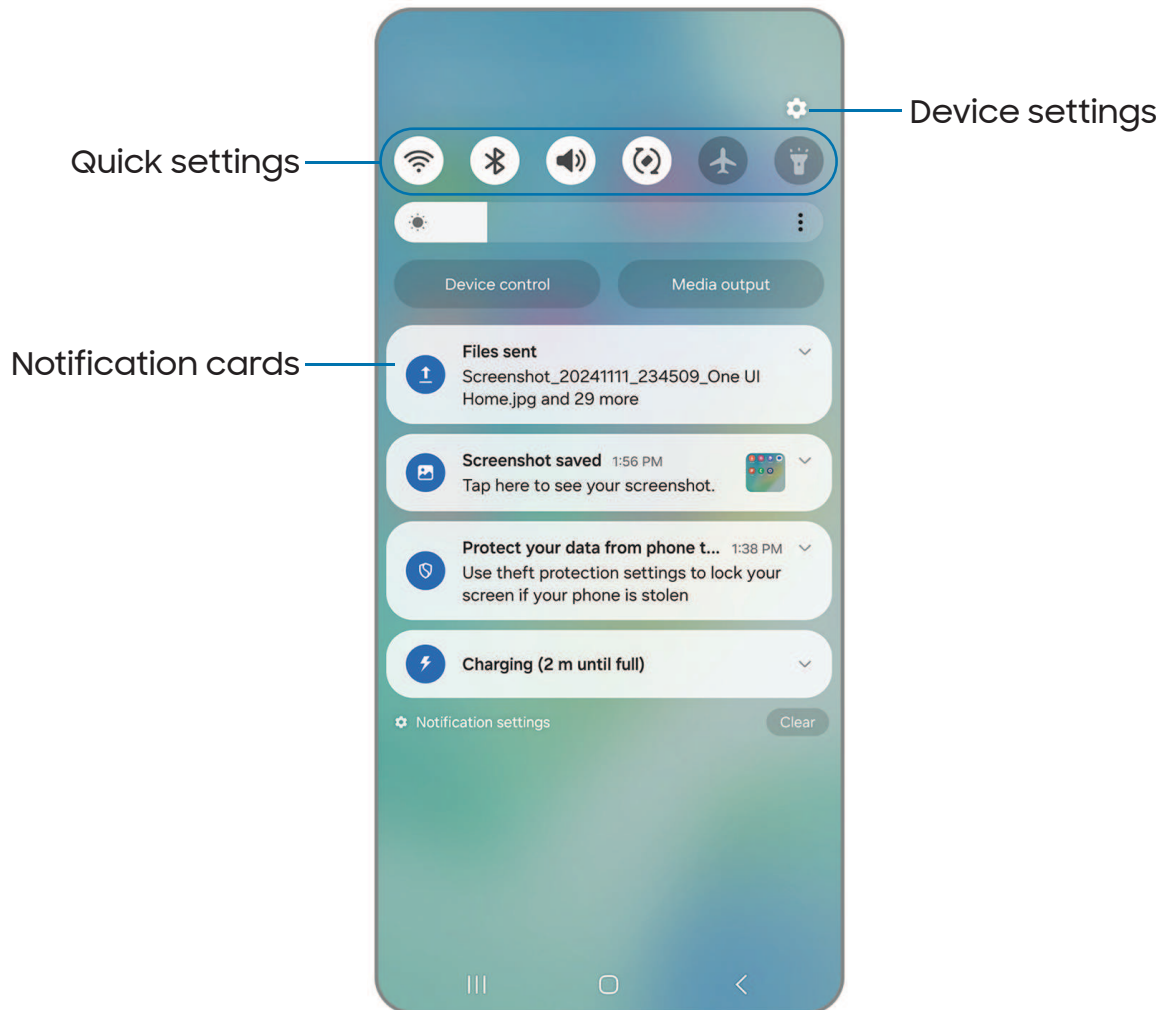 Device settings
Quick settings
Device control
Media output
Notification cards
Files sent
Screenshot_20241111_234509_One UI
Home.jpg and 29 more
Screenshot saved 1:56 PM
Tap here to see your screenshot.
Protect your data from phone t... 1:38 PM
Use theft protection settings to lock your
screen if your phone is stolen
Charging (2 m until full)
Notification settings
Clear